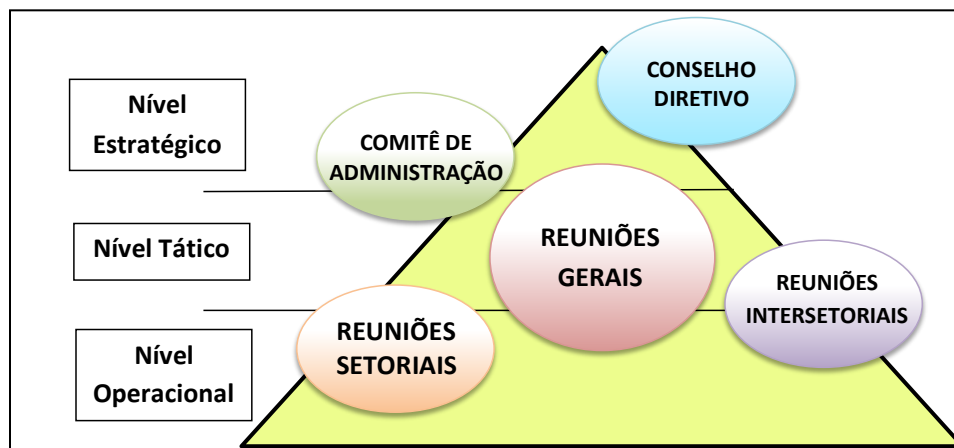 Nível
Estratégico
CONSELHO
DIRETIVO
COMITÊ DE
ADMINISTRAÇÃO
Nível Tático
REUNIÕES
GERAIS
REUNIÕES
INTERSETORIAIS
Nível
Operacional
REUNIÕES
SETORIAIS